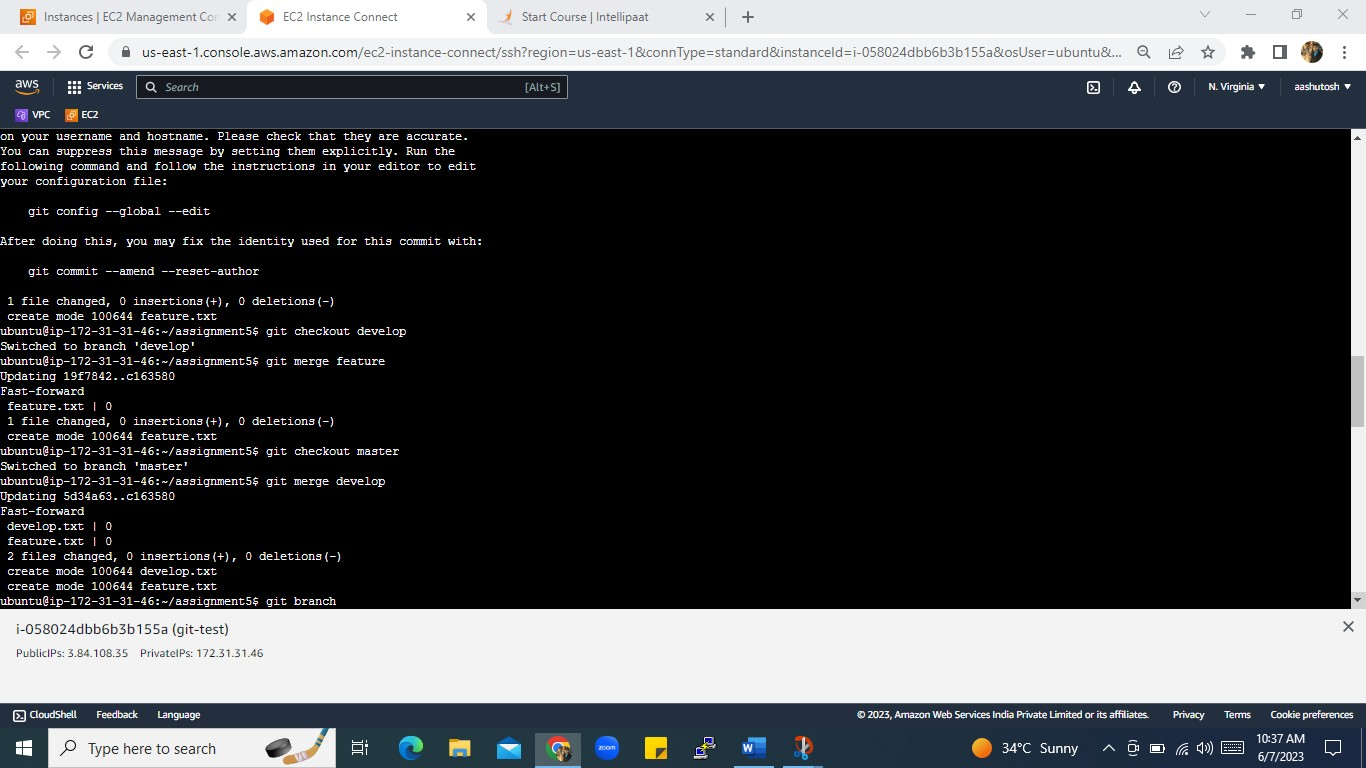 Instances | EC2 Management Con
EC2 Instance Connect
Start Course | Intellipaat
us-east-1.console.aws.amazon.com/ec2-instance-connect/ssh?region=us-east-1&connType=standard&instanceId=i-058024dbb6b3b155a&osUser=ubuntu&...
aws
Services
Search
[Alt+S]
N. Virginia
aashutosh
VPC
EC2
on your username and hostname. Please check that they are accurate.
You can suppress this message by setting them explicitly. Run the
following command and follow the instructions in your editor to edit
your configuration file:
git config --global --edit
After doing this, you may fix the identity used for this commit with:
git commit --amend --reset-author
1 file changed, 0 insertions(+), 0 deletions(-)
create mode 100644 feature.txt
ubuntu@ip-172-31-31-46:~/assignment5$ git checkout develop
Switched to branch 'develop'
ubuntu@ip-172-31-31-46:~/assignment5$ git merge feature
Updating 19f7842..c163580
Fast-forward
feature.txt | 0
1 file changed, 0 insertions(+), 0 deletions(-)
create mode 100644 feature.txt
ubuntu@ip-172-31-31-46:~/assignment5$ git checkout master
Switched to branch 'master'
ubuntu@ip-172-31-31-46:~/assignment5$ git merge develop
Updating 5d34a63..c163580
Fast-forward
develop.txt | 0
feature.txt | 0
2 files changed, 0 insertions(+), 0 deletions(-)
create mode 100644 develop.txt
create mode 100644 feature.txt
ubuntu@ip-172-31-31-46:~/assignment5$ git branch
i-058024dbb6b3b155a (git-test)
PublicIPs: 3.84.108.35 PrivateIPs: 172.31.31.46
CloudShell
Feedback
Language
© 2023, Amazon Web Services India Private Limited or its affiliates.
Privacy
Terms
Cookie preferences
Type here to search
zoom
34°C Sunny
10:37 AM
6/7/2023